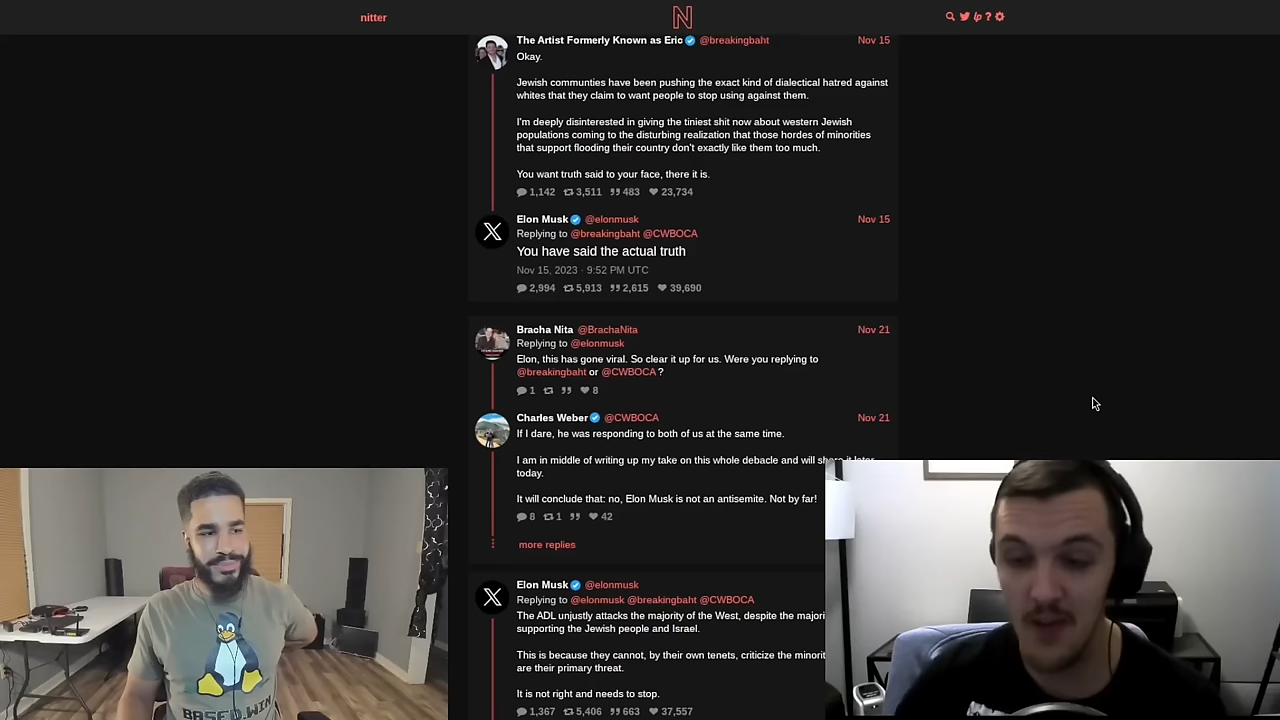 nitter
N
The Artist Formerly Known as Eric @breakingbaht Nov 15
Okay.
Jewish communties have been pushing the exact kind of dialectical hatred against
whites that they claim to want people to stop using against them.
I'm deeply disinterested in giving the tiniest shit now about western Jewish
populations coming to the disturbing realization that those hordes of minorities
that support flooding their country don't exactly like them too much.
You want truth said to your face, there it is.
1,142 3,511 483 23,734
Elon Musk @elonmusk Nov 15
Replying to @breakingbaht @CWBOCA
You have said the actual truth
Nov 15, 2023 · 9:52 PM UTC
2,994 5,913 2,615 39,690
Bracha Nita @BrachaNita Nov 21
Replying to @elonmusk
Elon, this has gone viral. So clear it up for us. Were you replying to
@breakingbaht or @CWBOCA ?
1 8
Charles Weber @CWBOCA Nov 21
If I dare, he was responding to both of us at the same time.
I am in middle of writing up my take on this whole debacle and will share it later
today.
It will conclude that: no, Elon Musk is not an antisemite. Not by far!
8 1 42
more replies
Elon Musk @elonmusk
Replying to @elonmusk @breakingbaht @CWBOCA
The ADL unjustly attacks the majority of the West, despite the majori
supporting the Jewish people and Israel.
This is because they cannot, by their own tenets, criticize the minorit
are their primary threat.
It is not right and needs to stop.
1,367 5,406 663 37,557
BASED.WIN